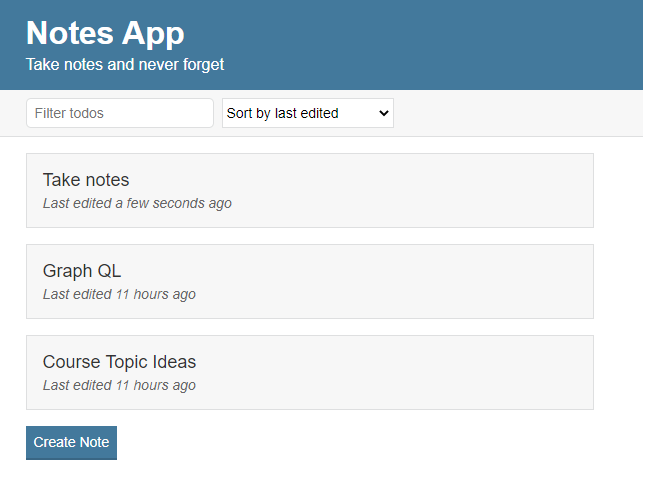 Notes App
Take notes and never forget
Filter todos
Sort by last edited
Take notes
Last edited a few seconds ago
Graph QL
Last edited 11 hours ago
Course Topic Ideas
Last edited 11 hours ago
Create Note